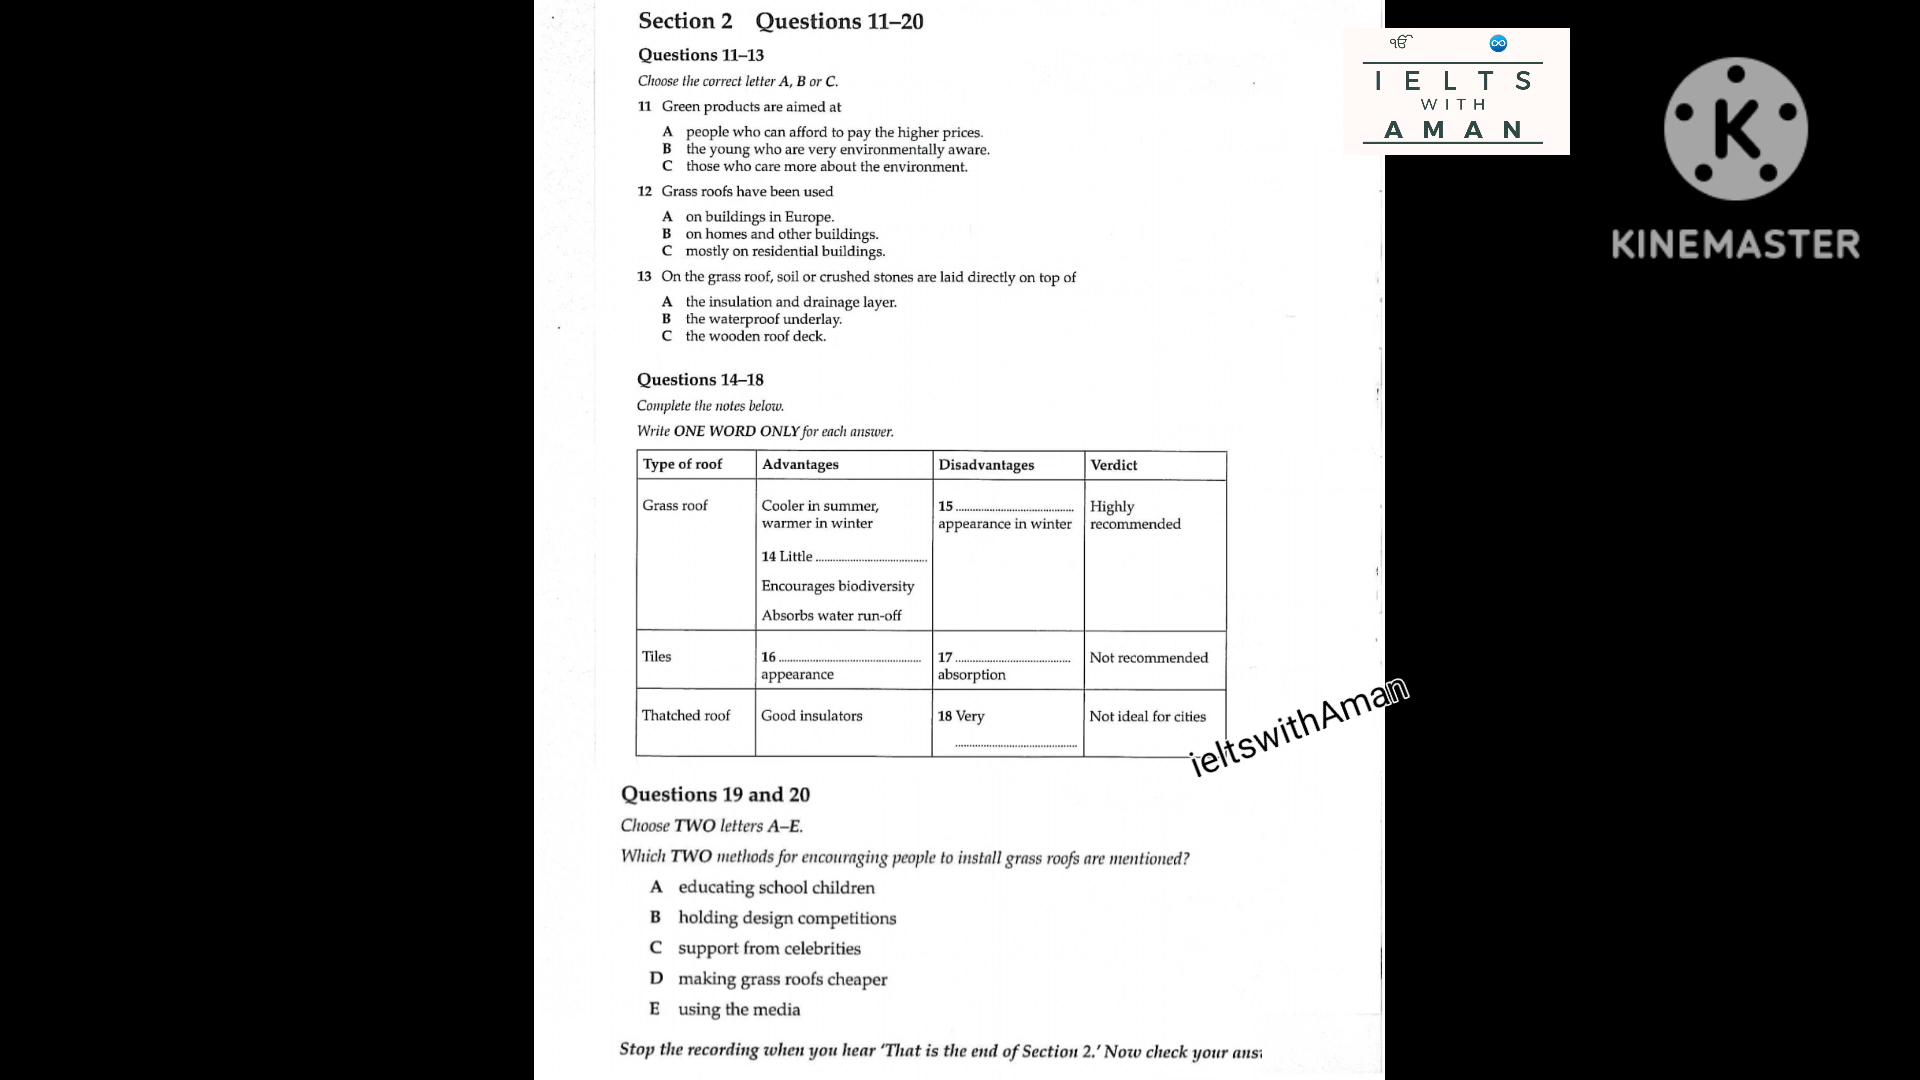 Section 2 Questions 11–20
Questions 11–13
Choose the correct letter A, B or C.
11 Green products are aimed at
A people who can afford to pay the higher prices.
B the young who are very environmentally aware.
C those who care more about the environment.
12 Grass roofs have been used
A on buildings in Europe.
B on homes and other buildings.
C mostly on residential buildings.
13 On the grass roof, soil or crushed stones are laid directly on top of
A the insulation and drainage layer.
B the waterproof underlay.
C the wooden roof deck.
Questions 14–18
Complete the notes below.
Write ONE WORD ONLY for each answer.
Type of roof Advantages Disadvantages Verdict
Grass roof Cooler in summer, 15 ........................ Highly
warmer in winter appearance in winter recommended
14 Little ........................
Encourages biodiversity
Absorbs water run-off
Tiles 16 ........................ 17 ........................ Not recommended
appearance absorption
Thatched roof Good insulators 18 Very Not ideal for cities
........................
Questions 19 and 20
Choose TWO letters A–E.
Which TWO methods for encouraging people to install grass roofs are mentioned?
A educating school children
B holding design competitions
C support from celebrities
D making grass roofs cheaper
E using the media
Stop the recording when you hear ‘That is the end of Section 2.’ Now check your
ੴ
IELTS
WITH
AMAN
K
KINEMASTER
ieltswithAman